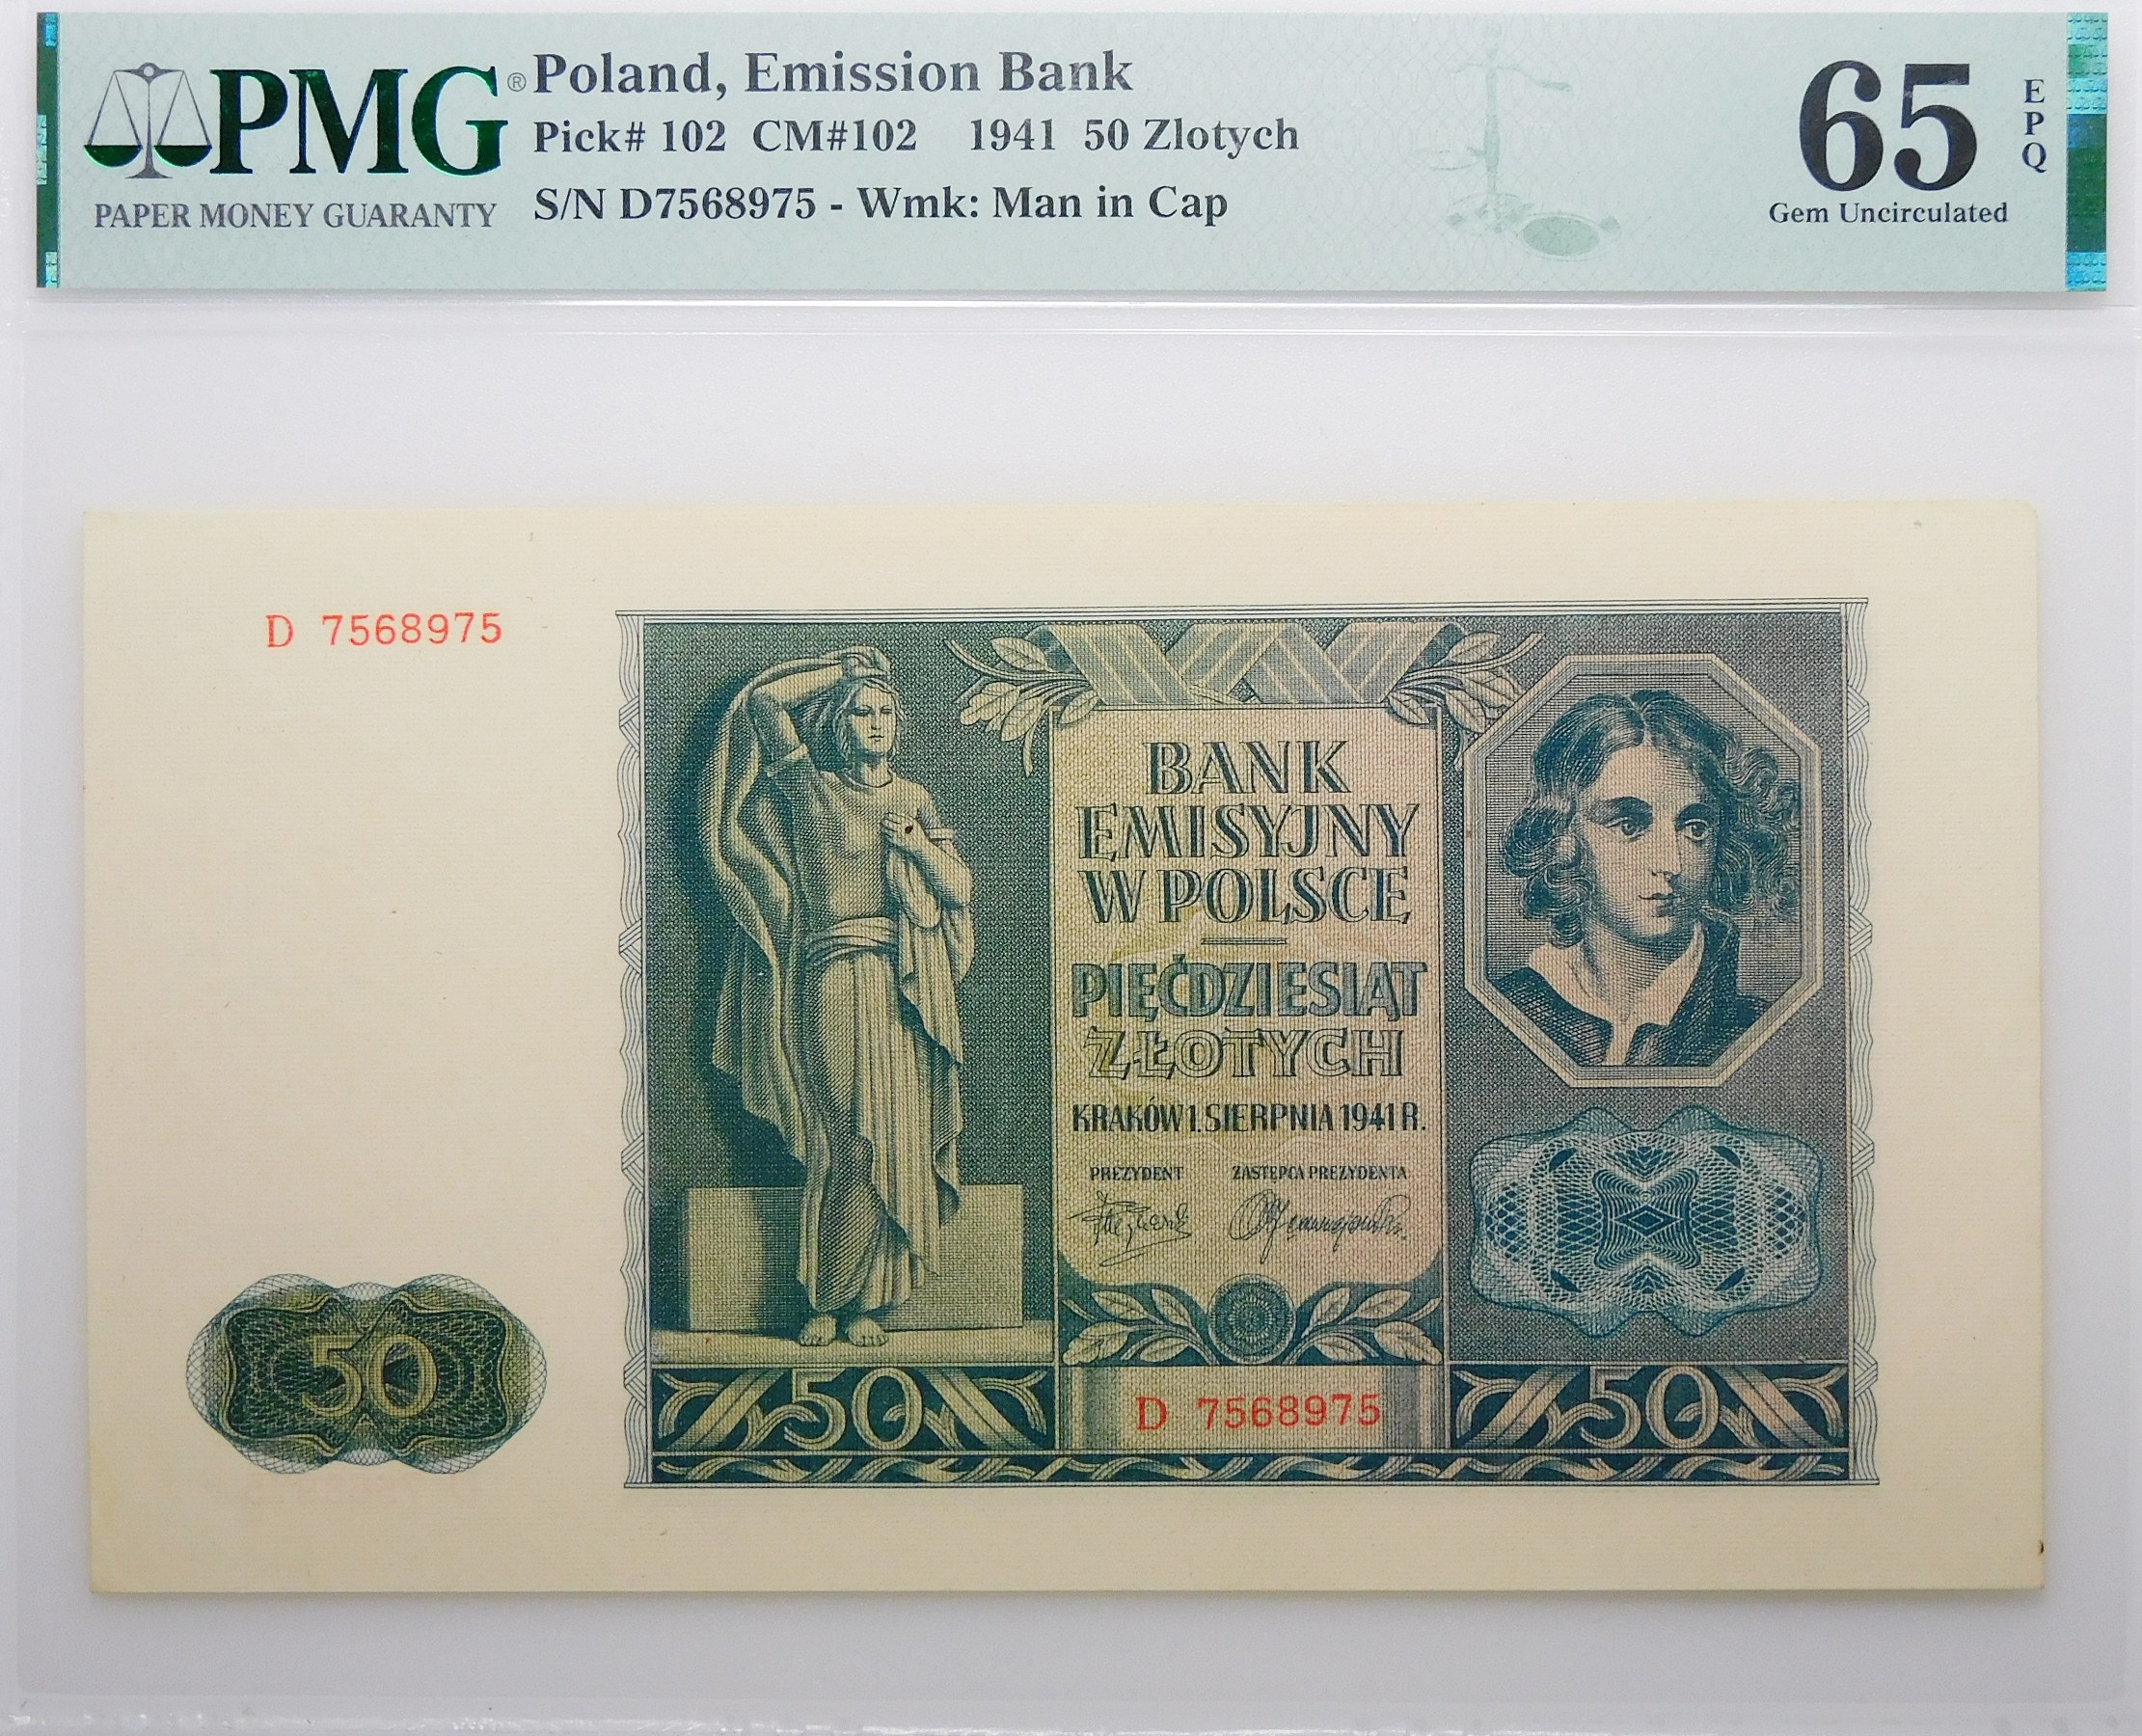 PMG®
PAPER MONEY GUARANTY
Poland, Emission Bank
Pick# 102 CM#102 1941 50 Zlotych
S/N D7568975 - Wmk: Man in Cap
65
EPQ
Gem Uncirculated
D 7568975
BANK
EMISYJNY
W POLSCE
PIĘĆDZIESIĄT
ZŁOTYCH
KRAKÓW 1. SIERPNIA 1941 R.
PREZYDENT ZASTĘPCA PREZYDENTA
50
50
D 7568975
50